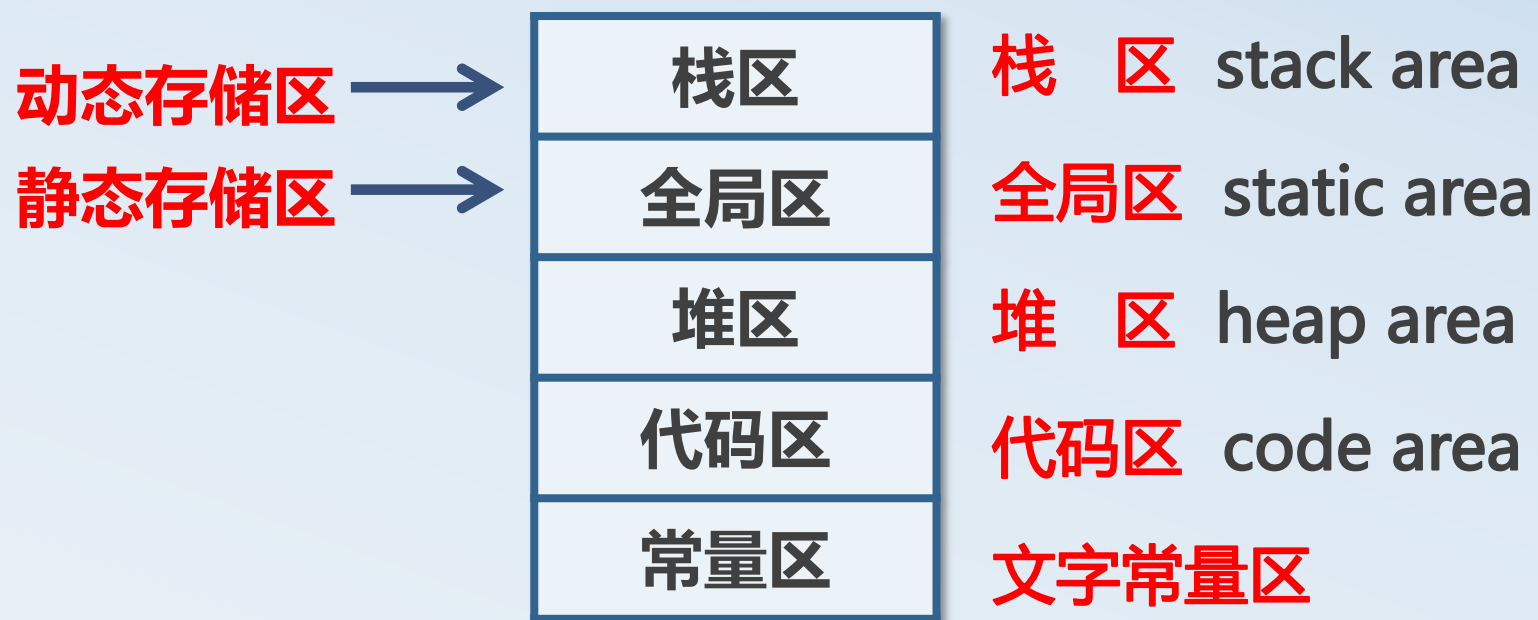 动态存储区
静态存储区
栈区
全局区
堆区
代码区
常量区
栈 区 stack area
全局区 static area
堆 区 heap area
代码区 code area
文字常量区